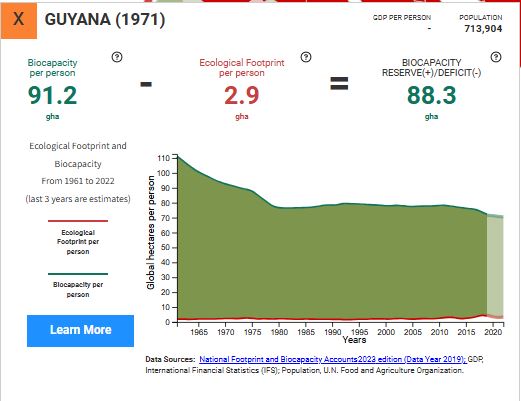 X GUYANA (1971)
GDP PER PERSON
-
POPULATION
713,904
Biocapacity
per person
91.2
gha
-
Ecological Footprint
per person
2.9
gha
=
BIOCAPACITY
RESERVE(+)/DEFICIT(-)
88.3
gha
Ecological Footprint and
Biocapacity
From 1961 to 2022
(last 3 years are estimates)
Ecological
Footprint per
person
Biocapacity per
person
Learn More
Global hectares per person
110
100
90
80
70
60
50
40
30
20
10
0
1965 1970 1975 1980 1985 1990 1995 2000 2005 2010 2015 2020
Years
Data Sources: National Footprint and Biocapacity Accounts 2023 edition (Data Year 2019); GDP,
International Financial Statistics (IFS); Population, U.N. Food and Agriculture Organization.